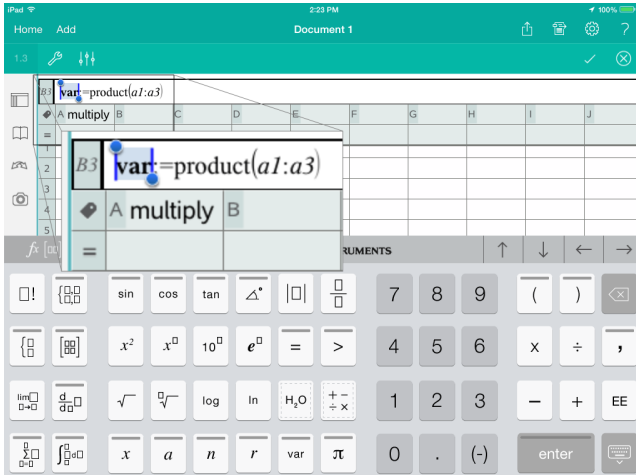 iPad 2:23 PM 100%
Home Add Document 1 ?
1.3
B3 var:=product(a1:a3)
A multiply B C D E F G H I J
=
1
2
3
4
5
B3 var:=product(a1:a3)
A multiply B
=
fx RUMENTS ↑ ↓ ← →
□! {□,□ □,□ sin cos tan ∠° |□| □/□ 7 8 9 ( )
{□ □ [□□ □□] x² x^□ 10^□ e^□ = > 4 5 6 x ÷ ,
lim □→□ □ d/d□ □ √ □√ log ln H₂O + − ÷ × 1 2 3 − + EE
Σ □ □=□ □ ∫ □ □ □d□ x a n r var π 0 . (-) enter